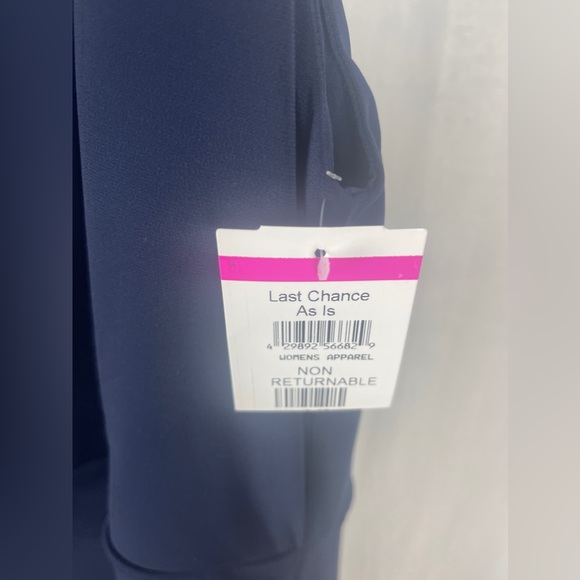 Last Chance
As Is
4 29892 56682 9
WOMENS APPAREL
NON
RETURNABLE